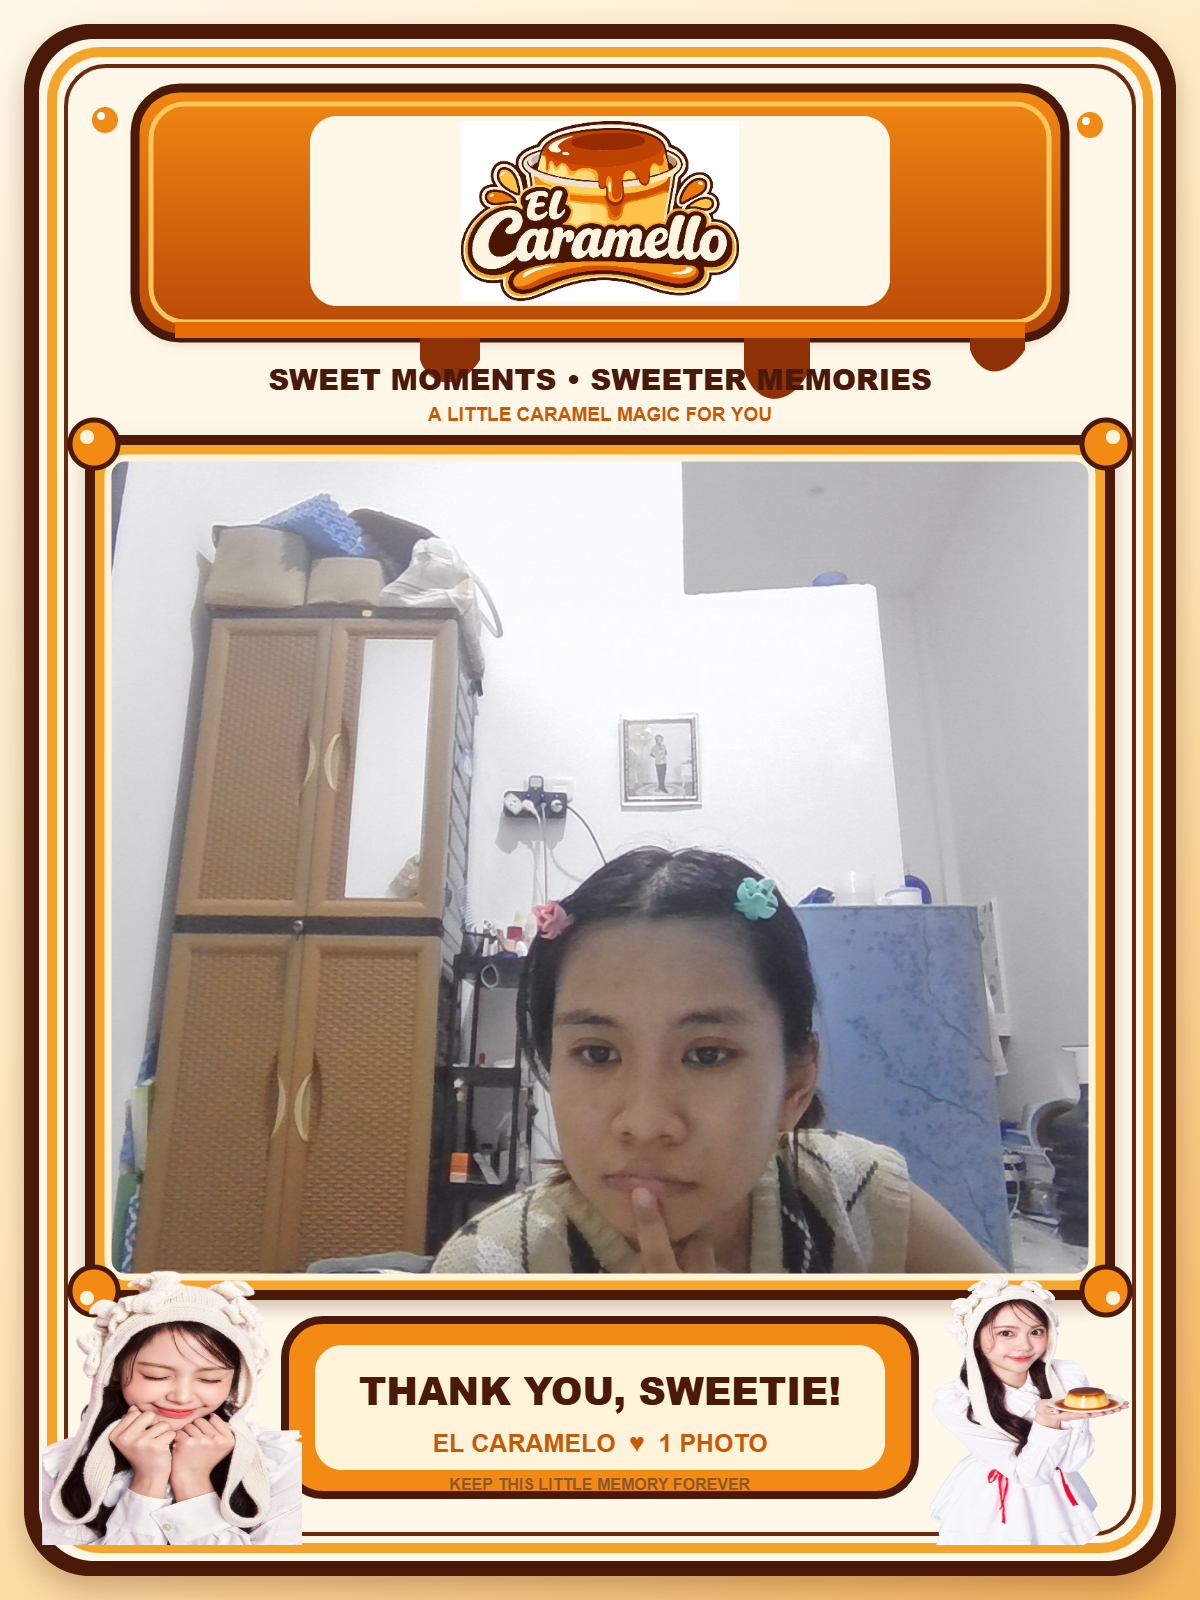 El
Caramello
SWEET MOMENTS • SWEETER MEMORIES
A LITTLE CARAMEL MAGIC FOR YOU
THANK YOU, SWEETIE!
EL CARAMELO ♥ 1 PHOTO
KEEP THIS LITTLE MEMORY FOREVER